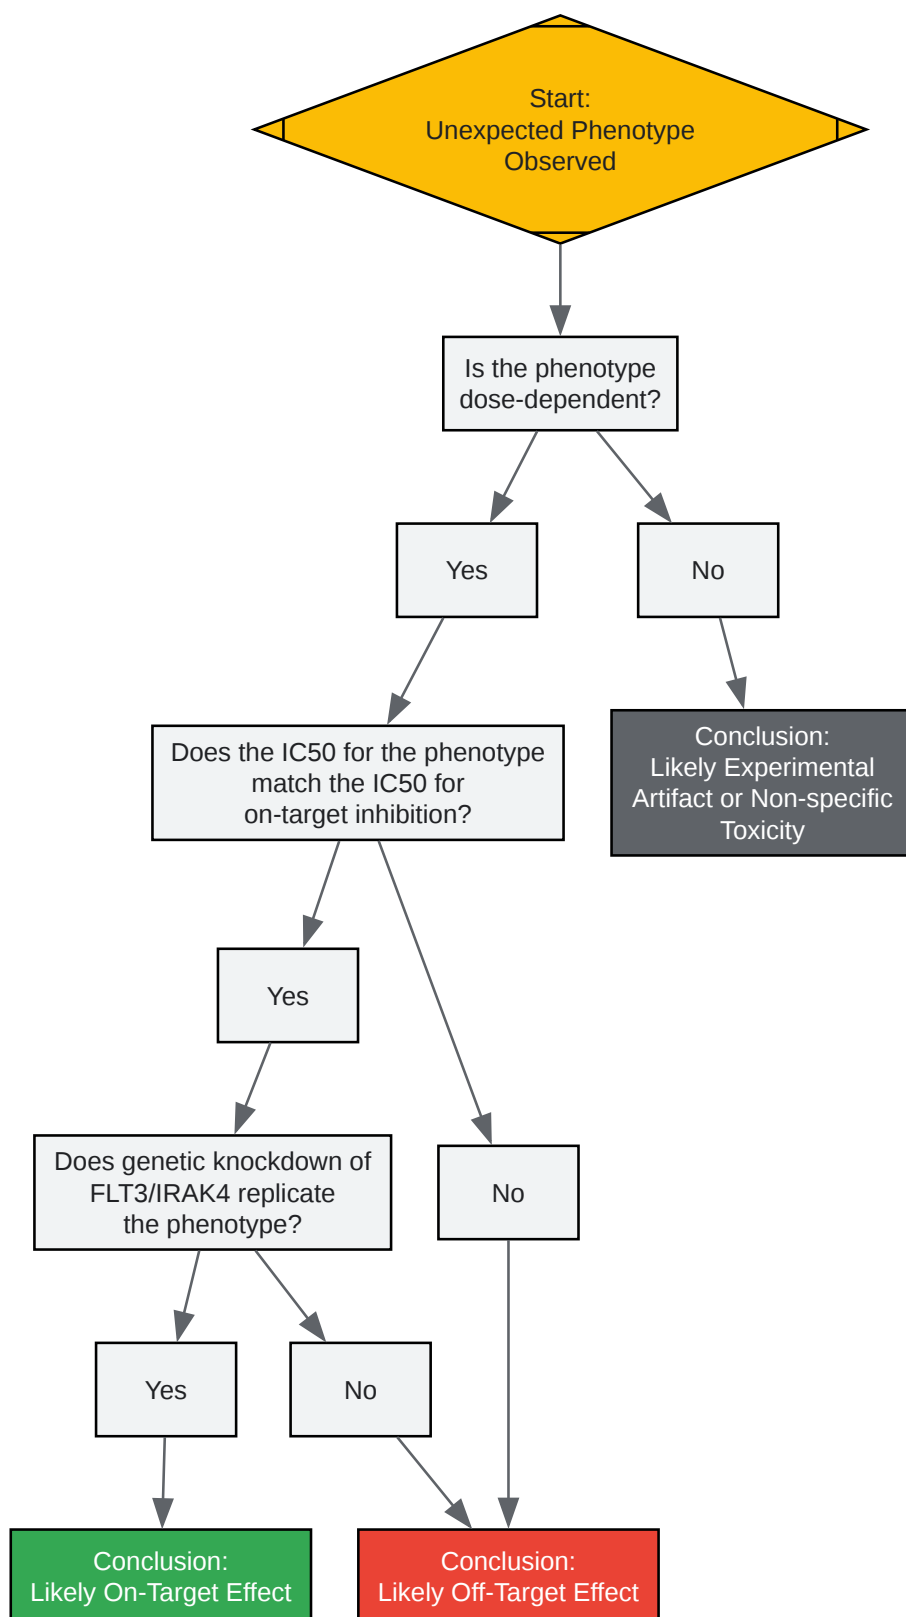 Start:
Unexpected Phenotype
Observed
Is the phenotype
dose-dependent?
Yes
No
Does the IC50 for the phenotype
match the IC50 for
on-target inhibition?
Conclusion:
Likely Experimental
Artifact or Non-specific
Toxicity
Yes
Does genetic knockdown of
FLT3/IRAK4 replicate
the phenotype?
No
Yes
No
Conclusion:
Likely On-Target Effect
Conclusion:
Likely Off-Target Effect